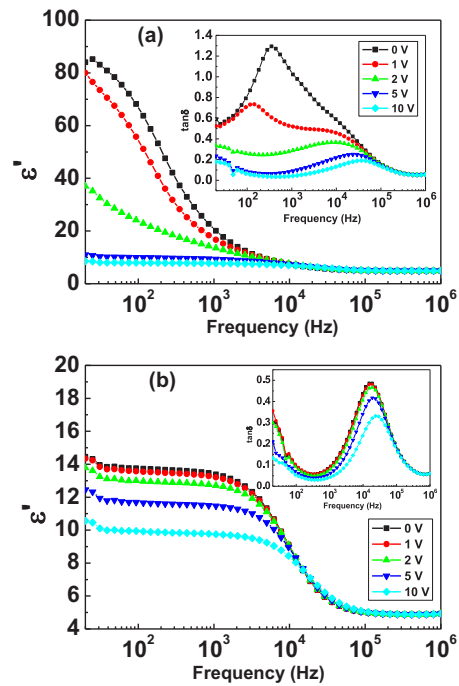 (a)
100
80
60
40
20
0
ε'
10² 10³ 10⁴ 10⁵ 10⁶
Frequency (Hz)
1.4
1.2
1.0
0.8
0.6
0.4
0.2
0.0
tanδ
10² 10³ 10⁴ 10⁵ 10⁶
Frequency (Hz)
0 V
1 V
2 V
5 V
10 V
(b)
20
18
16
14
12
10
8
6
4
ε'
10² 10³ 10⁴ 10⁵ 10⁶
Frequency (Hz)
0.5
0.4
0.3
0.2
0.1
0.0
tanδ
10² 10³ 10⁴ 10⁵ 10⁶
Frequency (Hz)
0 V
1 V
2 V
5 V
10 V